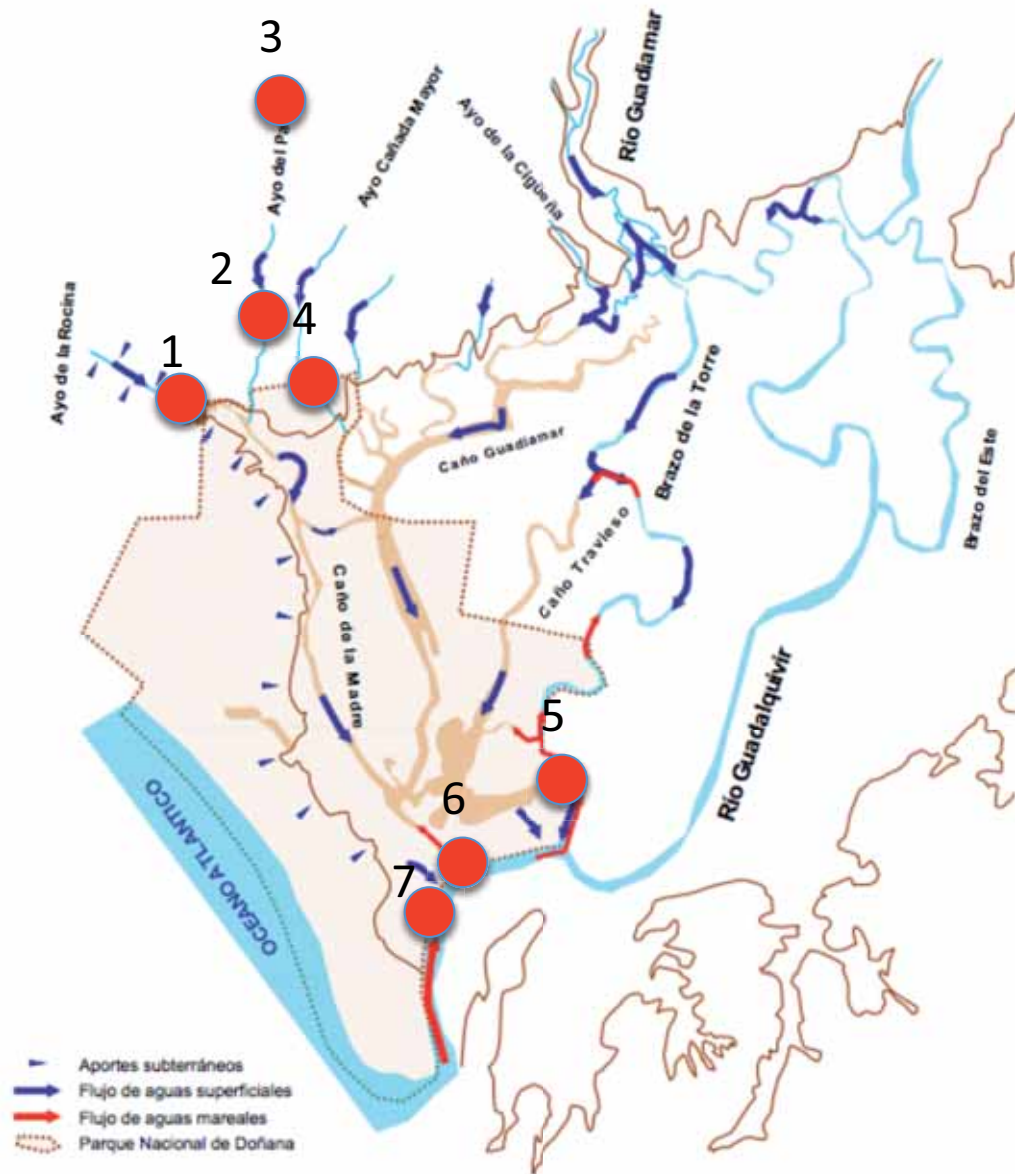 3
Ayo del Pa
Ayo Cañada Mayor
Ayo de la Cigüeña
Río Guadiamar
2
4
Ayo de la Rocina
1
Caño Guadiamar
Brazo de la Torre
Brazo del Este
Caño Travieso
Caño de la Madre
5
Río Guadalquivir
6
7
OCEANO ATLANTICO
Aportes subterráneos
Flujo de aguas superficiales
Flujo de aguas mareales
Parque Nacional de Doñana